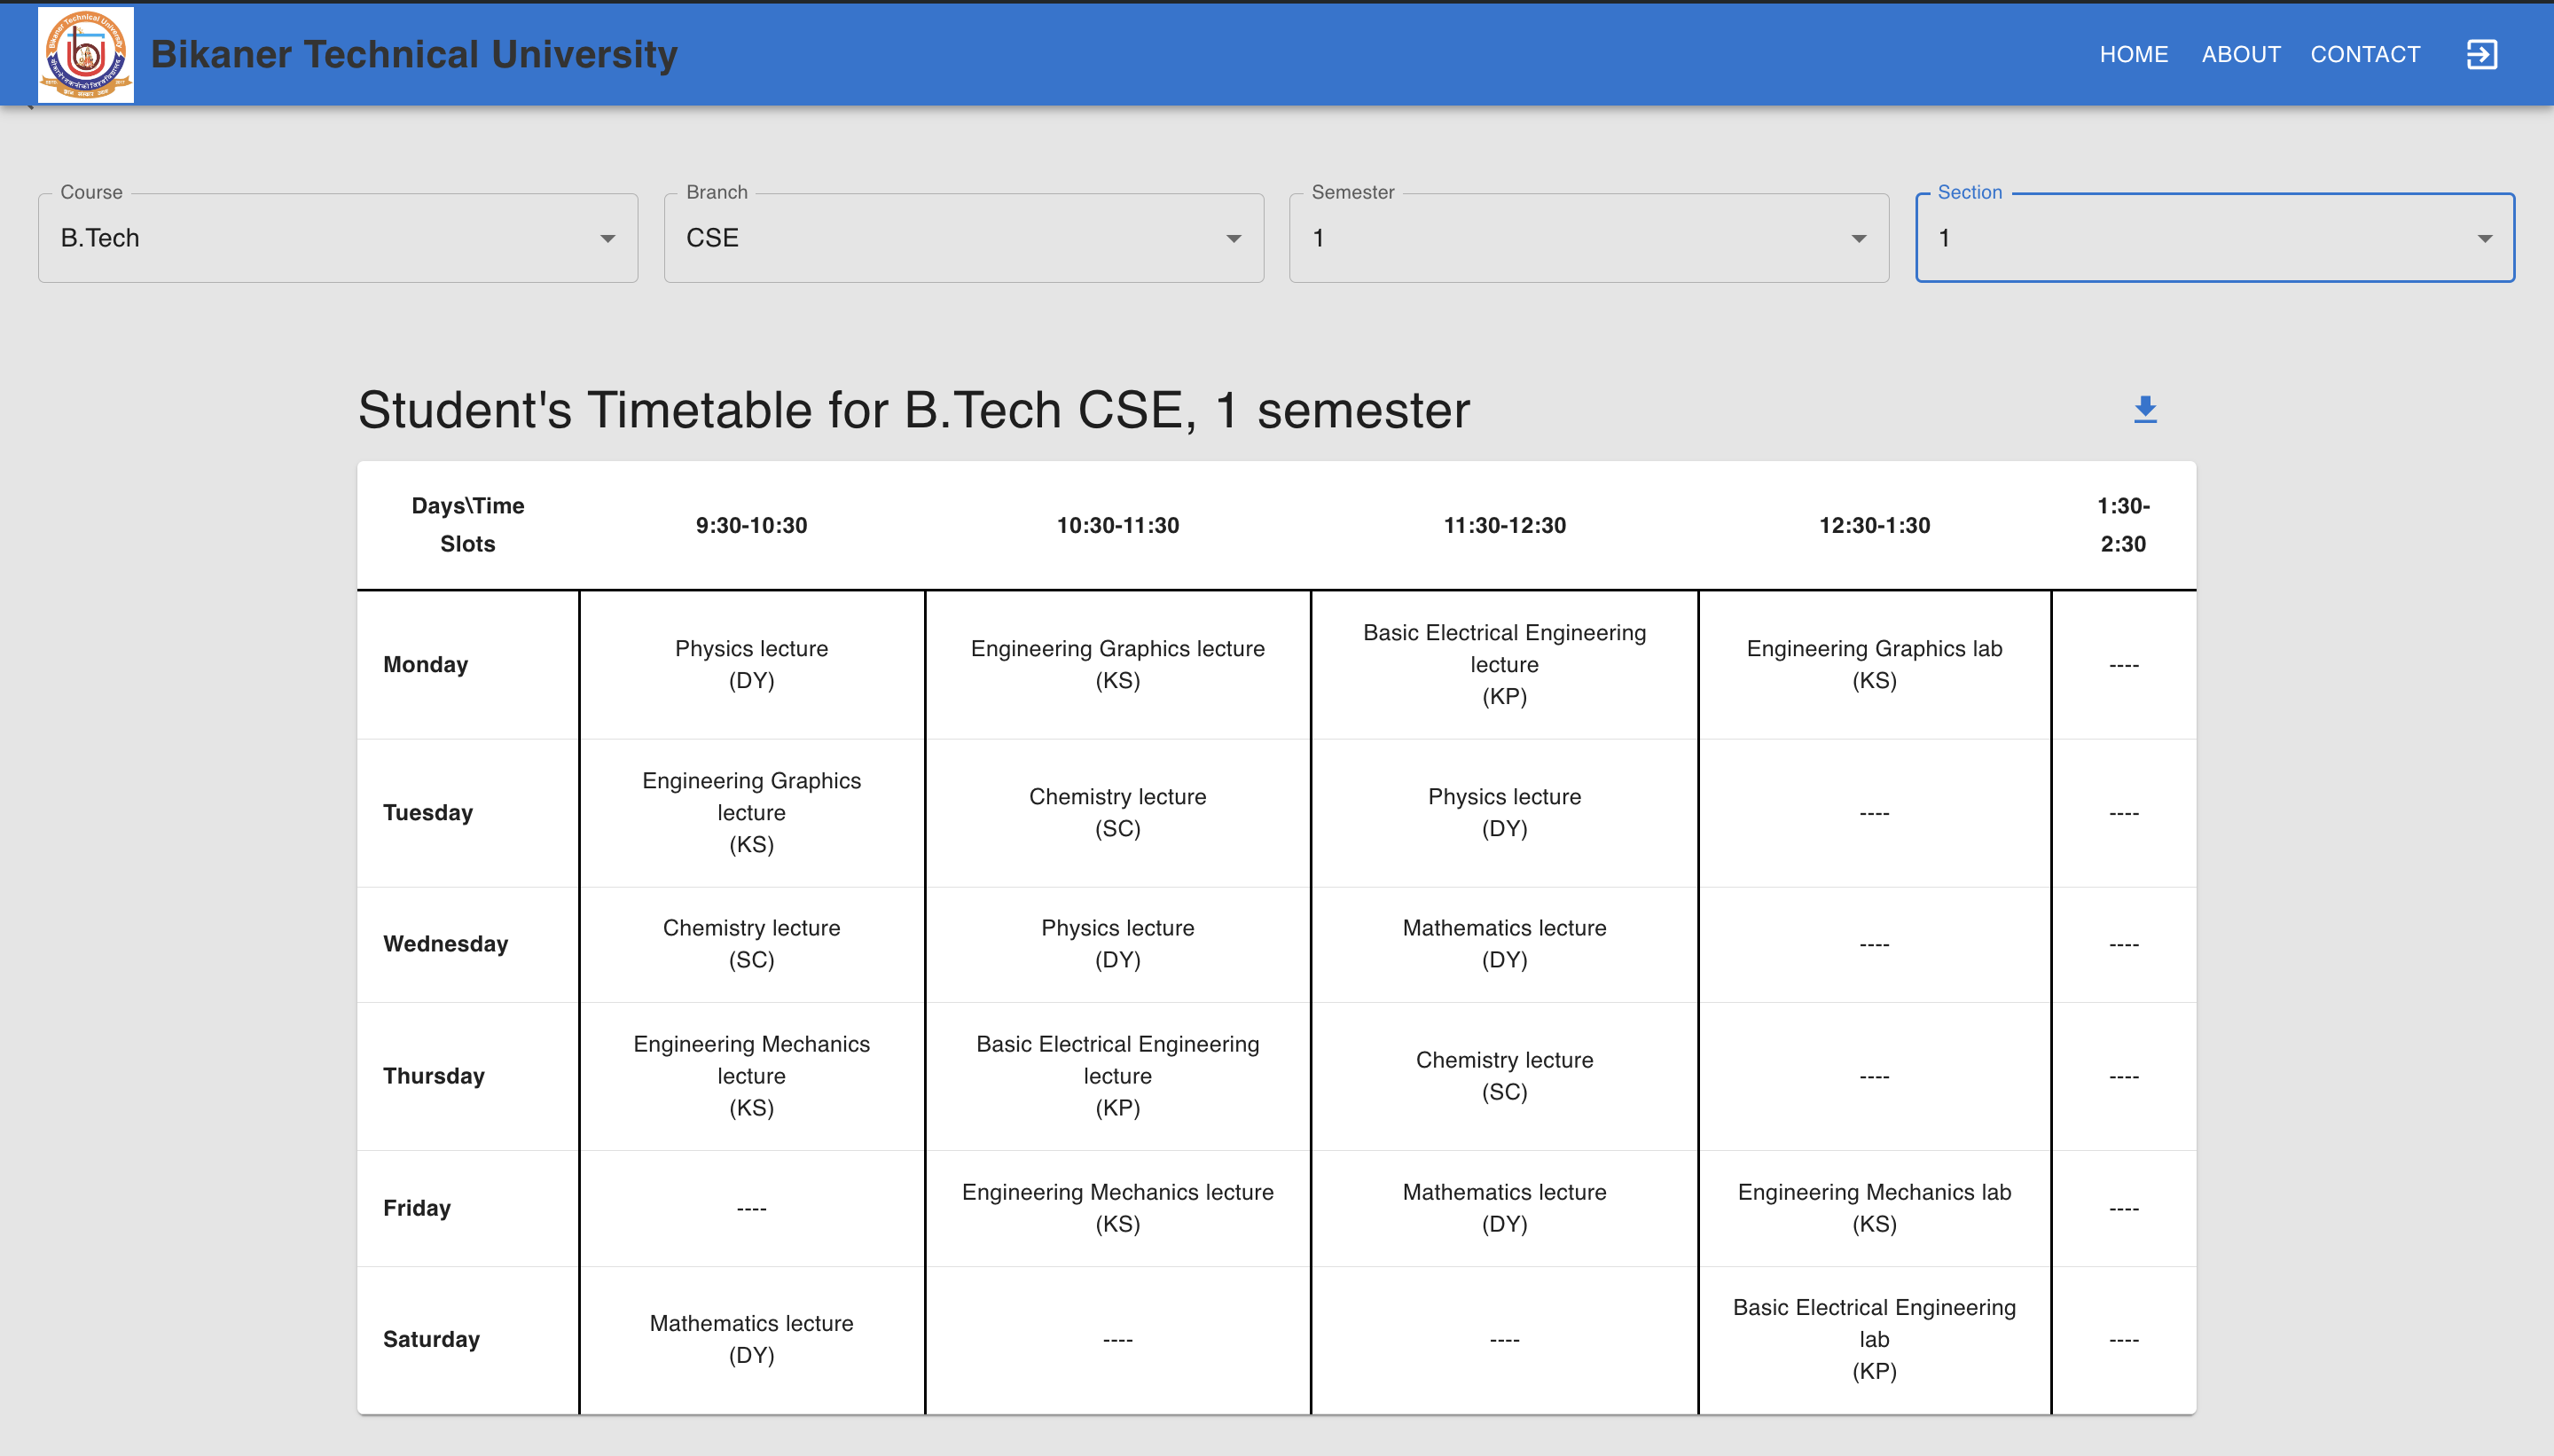 Bikaner Technical University
Bikaner Technical University
HOME ABOUT CONTACT
Course
B.Tech
Branch
CSE
Semester
1
Section
1
Student's Timetable for B.Tech CSE, 1 semester
Days\Time
Slots
9:30-10:30
10:30-11:30
11:30-12:30
12:30-1:30
1:30-
2:30
Monday
Physics lecture
(DY)
Engineering Graphics lecture
(KS)
Basic Electrical Engineering
lecture
(KP)
Engineering Graphics lab
(KS)
----
Tuesday
Engineering Graphics
lecture
(KS)
Chemistry lecture
(SC)
Physics lecture
(DY)
----
----
Wednesday
Chemistry lecture
(SC)
Physics lecture
(DY)
Mathematics lecture
(DY)
----
----
Thursday
Engineering Mechanics
lecture
(KS)
Basic Electrical Engineering
lecture
(KP)
Chemistry lecture
(SC)
----
----
Friday
----
Engineering Mechanics lecture
(KS)
Mathematics lecture
(DY)
Engineering Mechanics lab
(KS)
----
Saturday
Mathematics lecture
(DY)
----
----
Basic Electrical Engineering
lab
(KP)
----